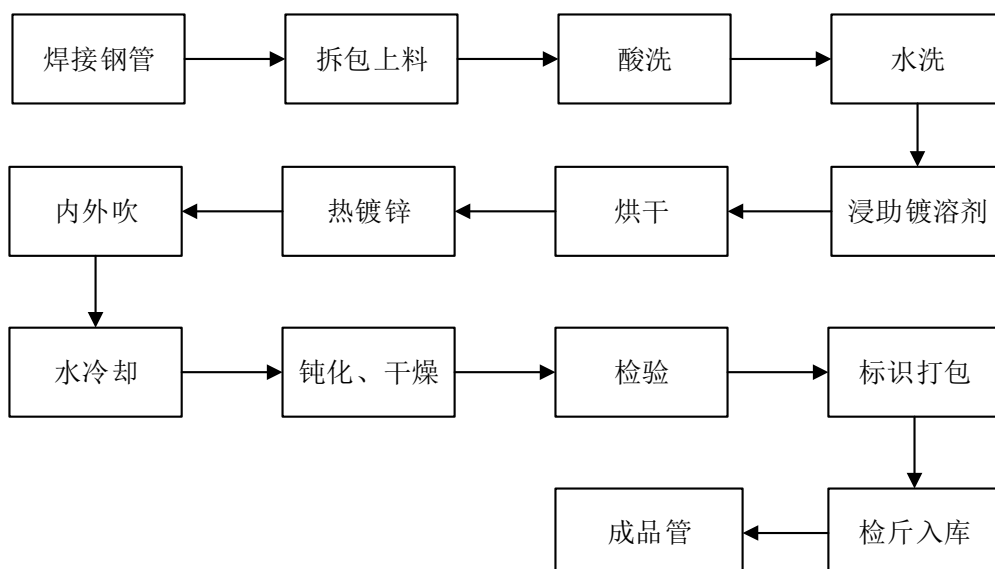 焊接钢管
拆包上料
酸洗
水洗
浸助镀溶剂
烘干
热镀锌
内外吹
水冷却
钝化、干燥
检验
标识打包
检斤入库
成品管